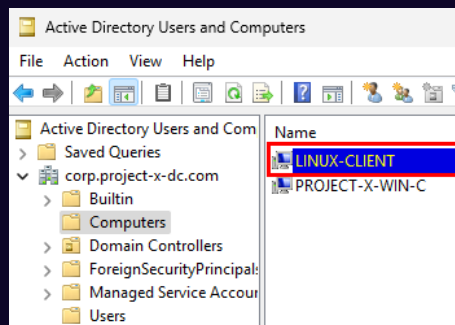 Active Directory Users and Computers
File Action View Help
Active Directory Users and Com
Saved Queries
corp.project-x-dc.com
Builtin
Computers
Domain Controllers
ForeignSecurityPrincipal
Managed Service Accour
Users
Name
LINUX-CLIENT
PROJECT-X-WIN-C